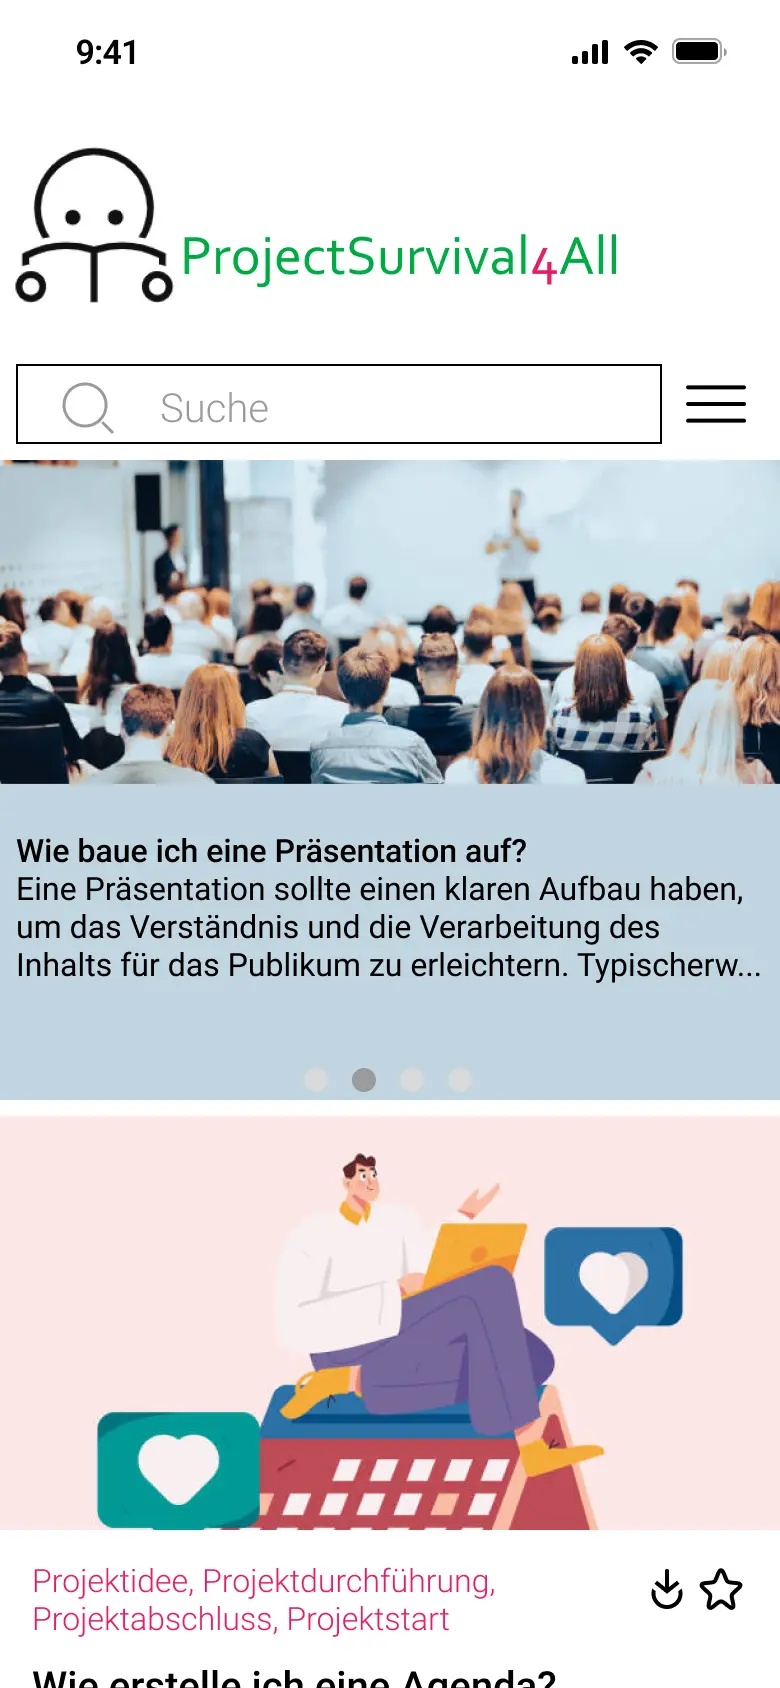 9:41
ProjectSurvival4All
Suche
Wie baue ich eine Präsentation auf?
Eine Präsentation sollte einen klaren Aufbau haben,
um das Verständnis und die Verarbeitung des
Inhalts für das Publikum zu erleichtern. Typischerw...
Projektidee, Projektdurchführung,
Projektabschluss, Projektstart
Wie erstelle ich eine Agenda?